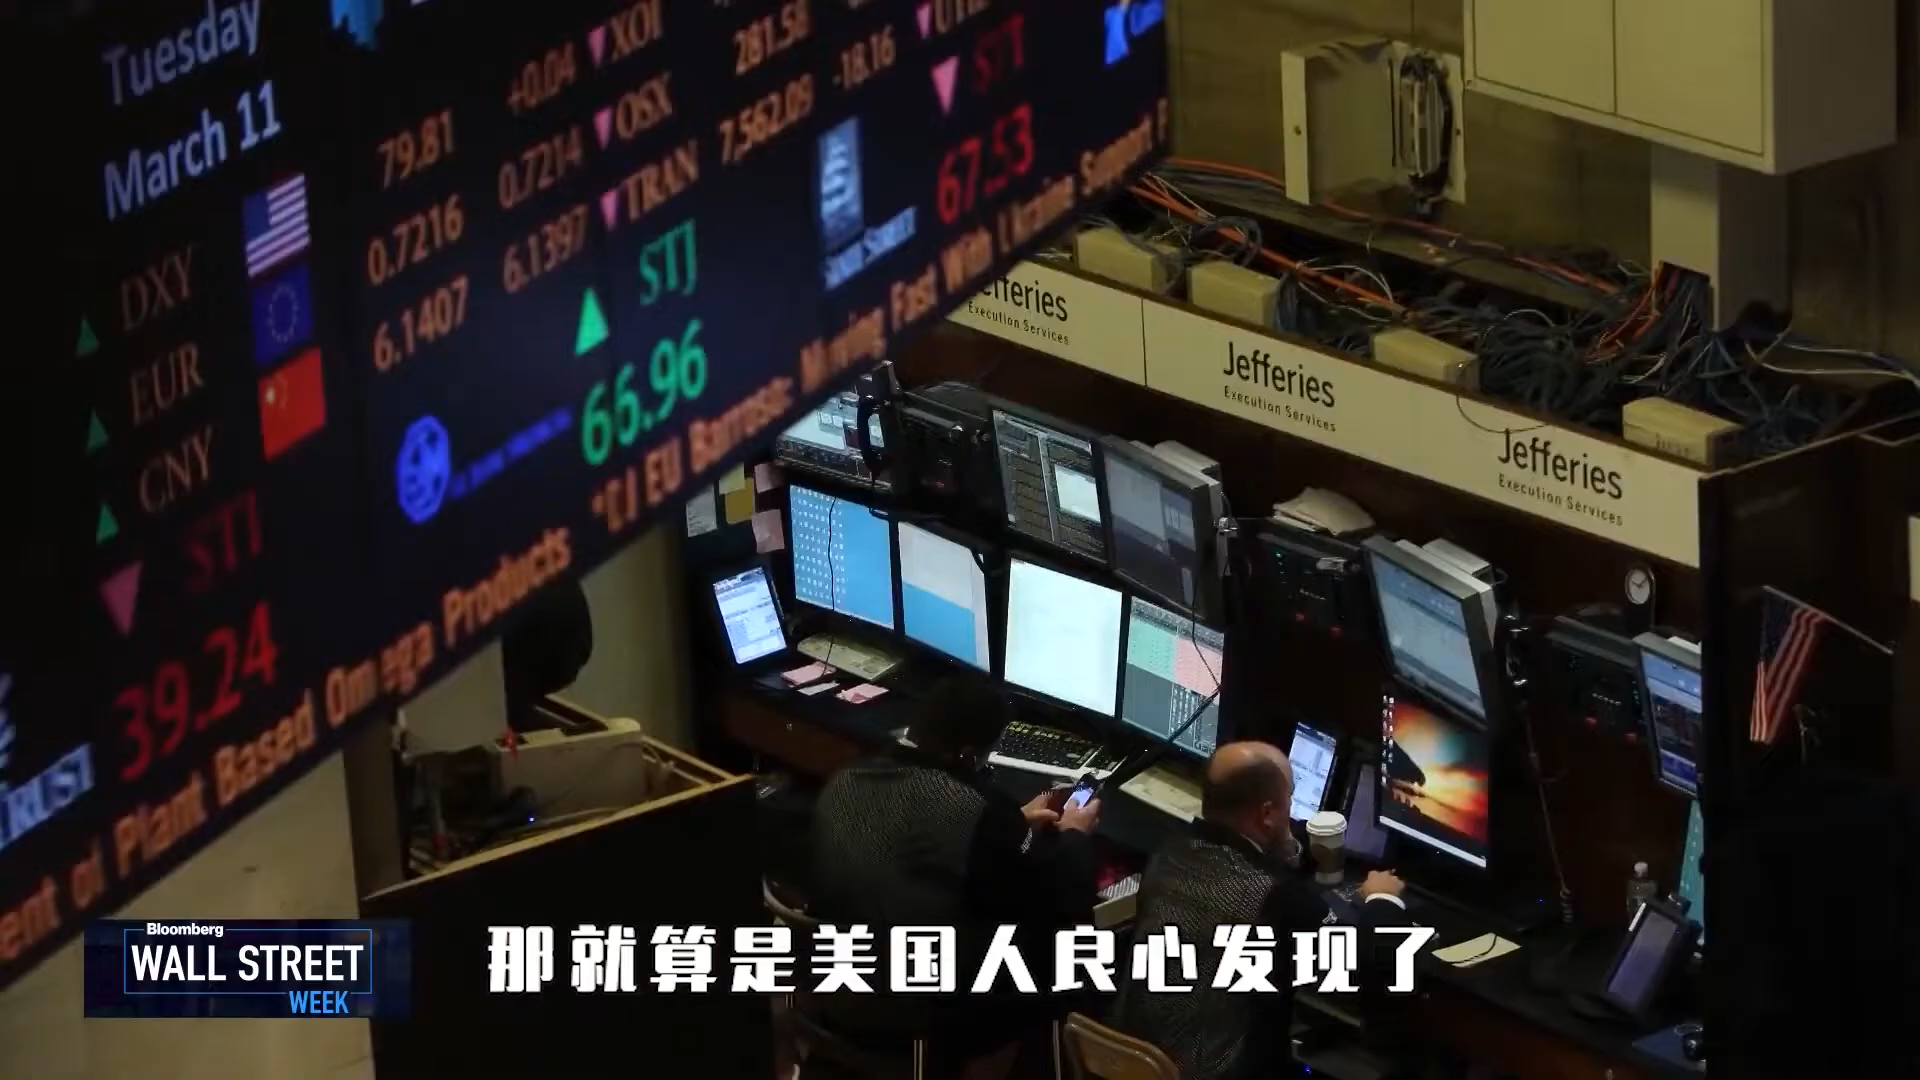 Tuesday
March 11
DXY
79.81
+0.04
XOI
281.58
EUR
0.7216
0.7214
OSX
7,562.09
-18.16
CNY
6.1407
6.1397
TRAN
STJ
66.96
STT
67.53
STT
39.24
TRUST
ent of Plant Based Omega Products
EU Barroso: Moving Fast With
Support F
Jefferies
Execution Services
Jefferies
Execution Services
Jefferies
Execution Services
Bloomberg
WALL STREET
WEEK
那就算是美国人良心发现了